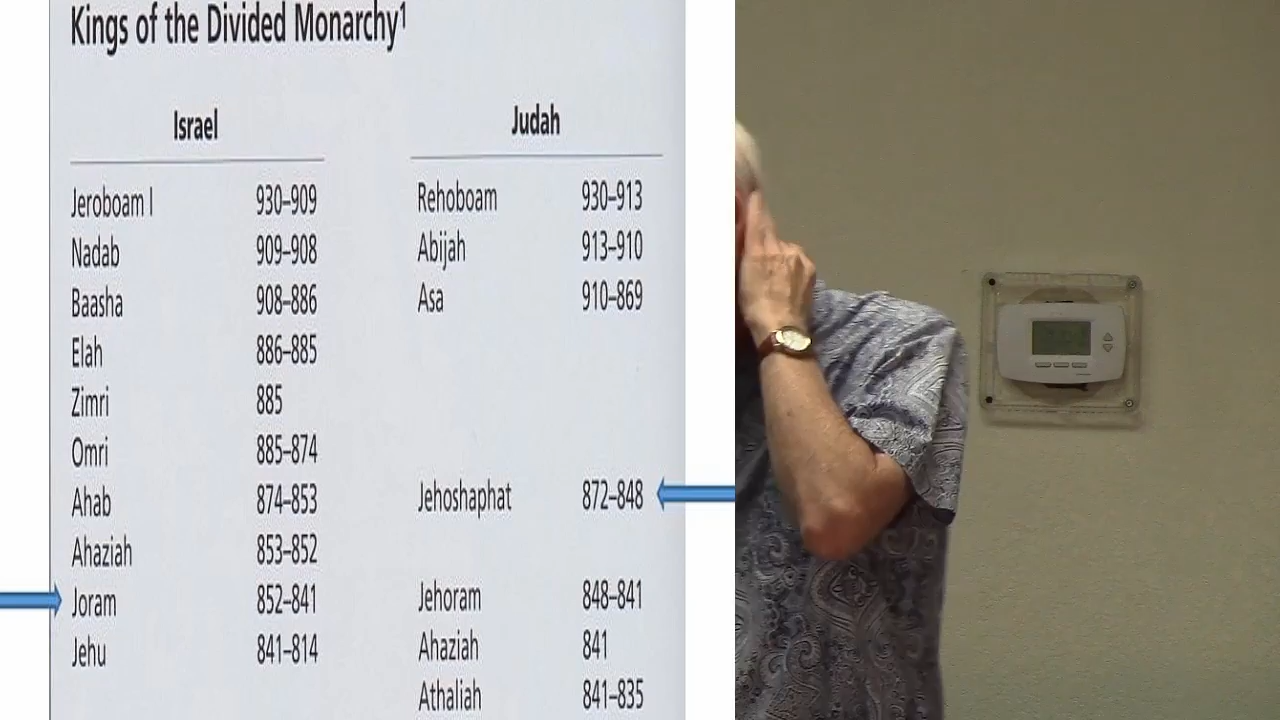 Kings of the Divided Monarchy¹
Israel
Judah
Jeroboam I 930–909
Rehoboam 930–913
Nadab 909–908
Abijah 913–910
Baasha 908–886
Asa 910–869
Elah 886–885
Zimri 885
Omri 885–874
Ahab 874–853
Jehoshaphat 872–848
Ahaziah 853–852
Joram 852–841
Jehoram 848–841
Jehu 841–814
Ahaziah 841
Athaliah 841–835